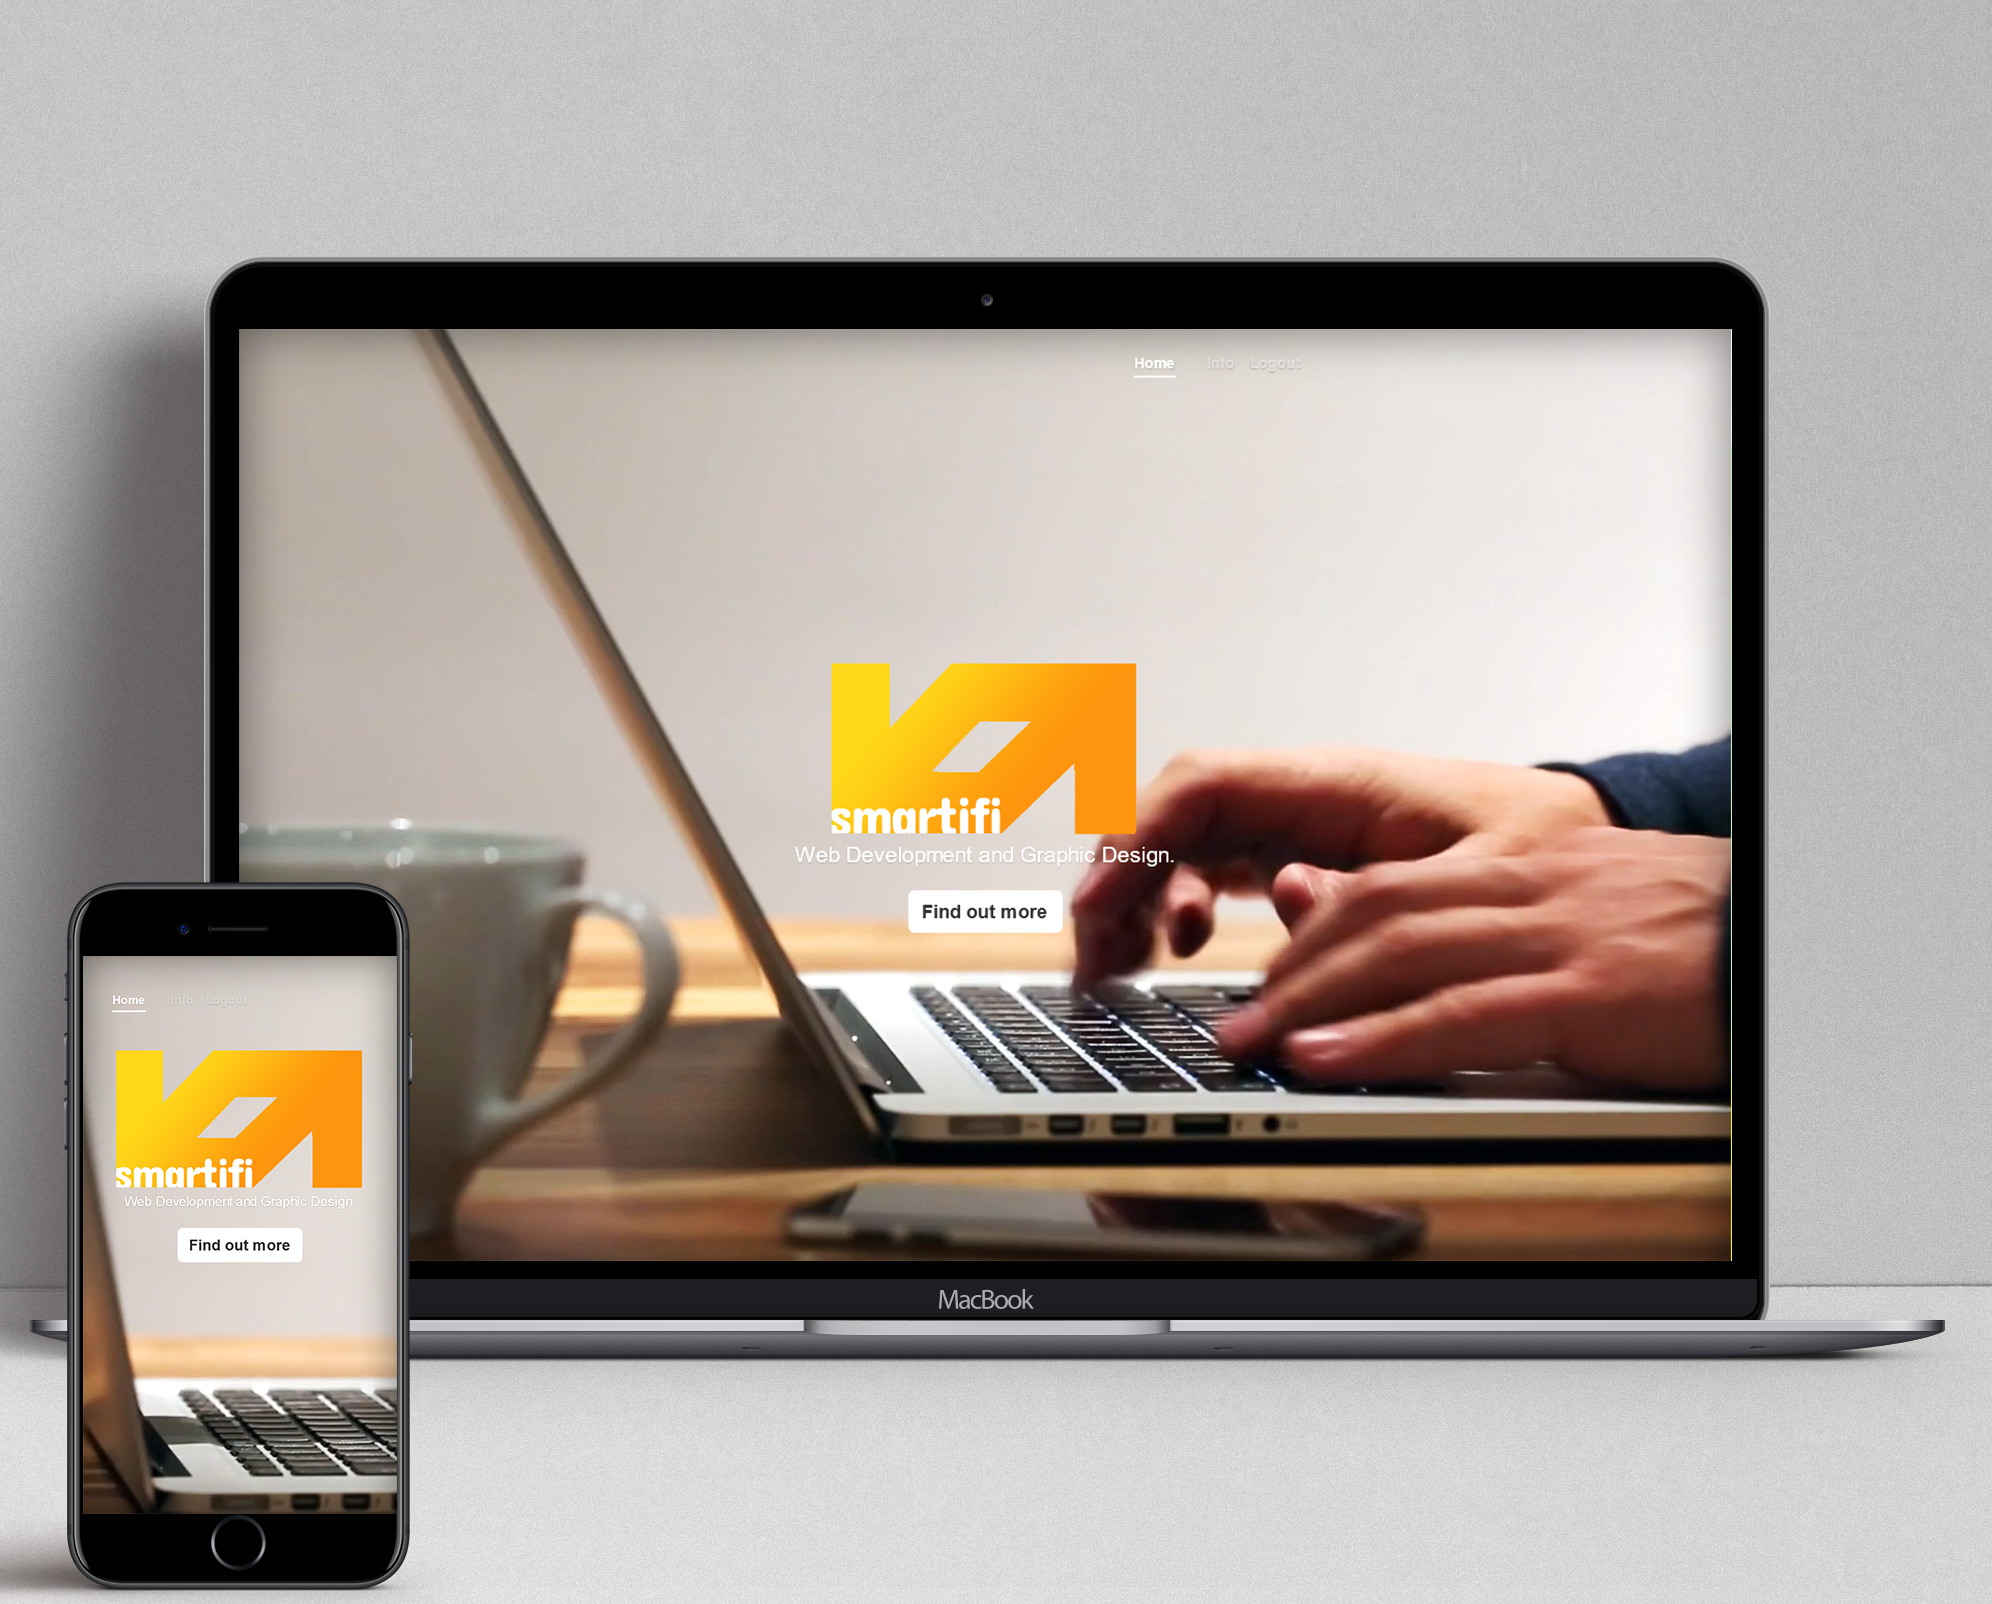 Home Info Logout
smartifi
Web Development and Graphic Design.
Find out more
MacBook
Home Info Logout
smartifi
Web Development and Graphic Design.
Find out more